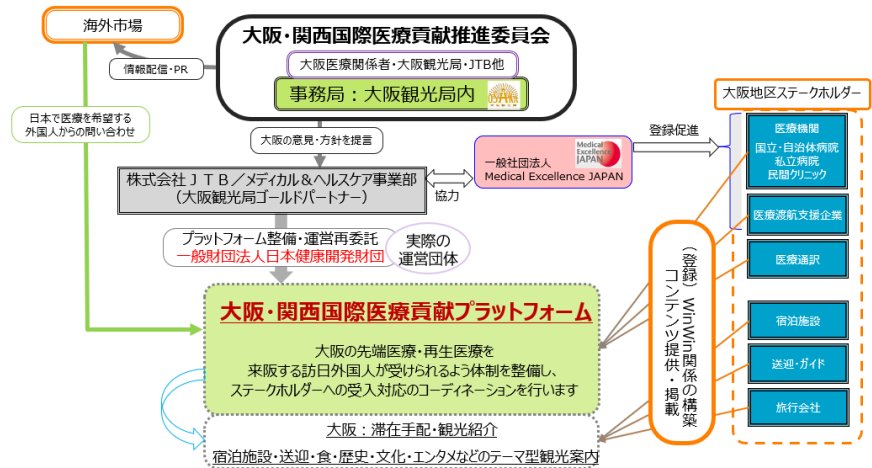 海外市場
大阪・関西国際医療貢献推進委員会
大阪医療関係者・大阪観光局・JTB他
事務局：大阪観光局内
OSAKA
情報配信・PR
日本で医療を希望する
外国人からの問い合わせ
大阪の意見・方針を提言
株式会社ＪＴＢ／メディカル＆ヘルスケア事業部
（大阪観光局ゴールドパートナー）
協力
Medical
Excellence
JAPAN
一般社団法人
Medical Excellence JAPAN
登録促進
大阪地区ステークホルダー
医療機関
国立・自治体病院
私立病院
民間クリニック
医療渡航支援企業
医療通訳
宿泊施設
送迎・ガイド
旅行会社
プラットフォーム整備・運営再委託
一般財団法人日本健康開発財団
実際の
運営団体
（登録）WinWin関係の構築
コンテンツ提供・掲載
大阪・関西国際医療貢献プラットフォーム
大阪の先端医療・再生医療を
来阪する訪日外国人が受けられるよう体制を整備し、
ステークホルダーへの受入対応のコーディネーションを行います
大阪：滞在手配・観光紹介
宿泊施設・送迎・食・歴史・文化・エンタメなどのテーマ型観光案内